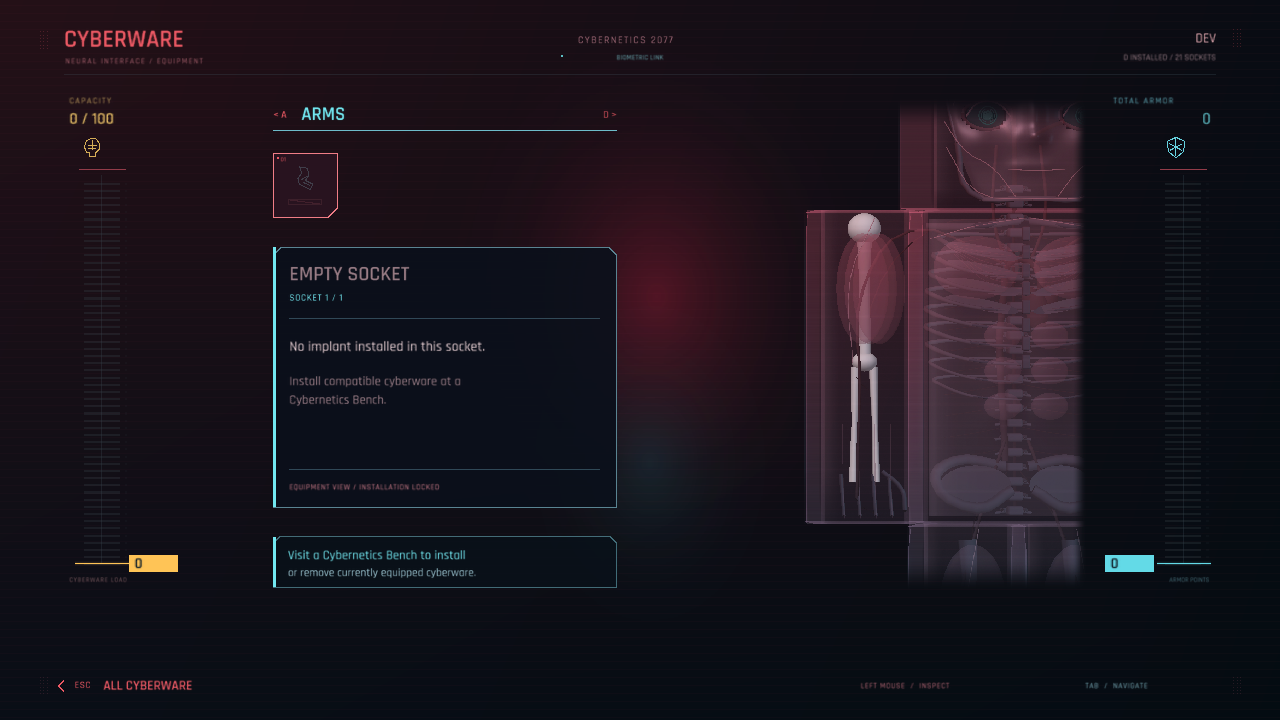 CYBERWARE
NEURAL INTERFACE / EQUIPMENT
CYBERNETICS 2077
BIOMETRIC LINK
DEV
0 INSTALLED / 21 SOCKETS
CAPACITY
0 / 100
< A ARMS D >
TOTAL ARMOR
0
01
EMPTY SOCKET
SOCKET 1 / 1
No implant installed in this socket.
Install compatible cyberware at a
Cybernetics Bench.
EQUIPMENT VIEW / INSTALLATION LOCKED
Visit a Cybernetics Bench to install
or remove currently equipped cyberware.
0
CYBERWARE LOAD
0
ARMOR POINTS
ESC ALL CYBERWARE
LEFT MOUSE / INSPECT
TAB / NAVIGATE